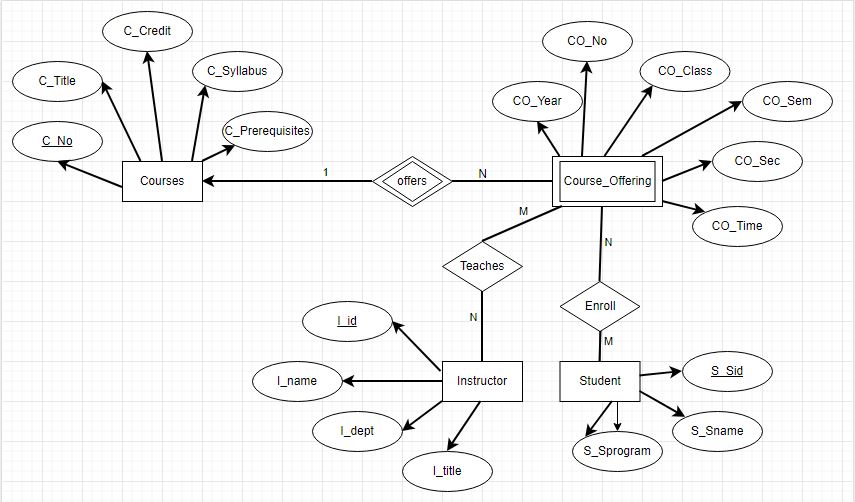 C_Credit
CO_No
C_Title
C_Syllabus
CO_Class
CO_Year
CO_Sem
C_No
C_Prerequisites
CO_Sec
Courses
1
offers
N
Course_Offering
M
CO_Time
N
Teaches
Enroll
N
M
I_id
I_name
Instructor
Student
S_Sid
I_dept
S_Sname
S_Sprogram
I_title